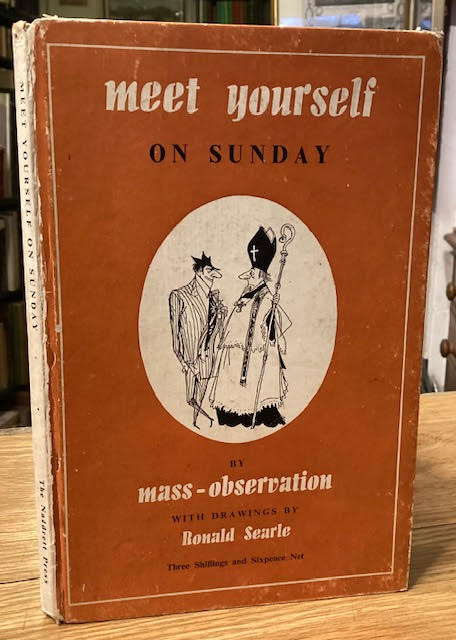 meet yourself
ON SUNDAY
BY
mass-observation
WITH DRAWINGS BY
Ronald Searle
Three Shillings and Sixpence Net
MEET YOURSELF ON SUNDAY
The Naldrett Press